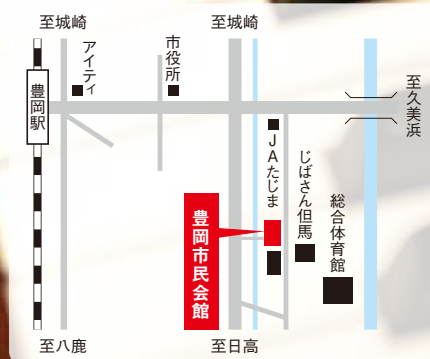 至城崎
至城崎
アイティ
市役所
豊岡駅
至久美浜
JAたじま
じばさん但馬
総合体育館
豊岡市民会館
至八鹿
至日高